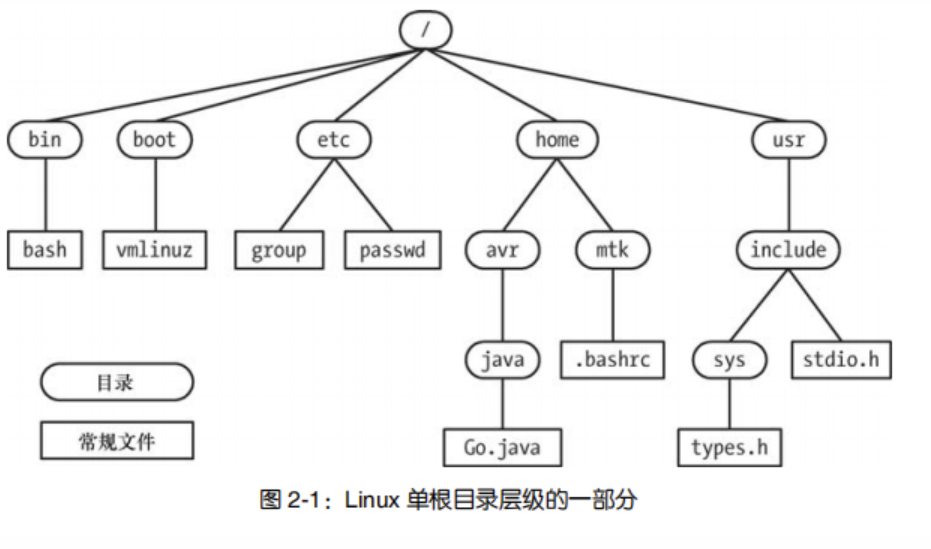 /
bin boot etc home usr
bash vmlinuz group passwd avr mtk include
java .bashrc sys stdio.h
目录
常规文件 Go.java types.h
图 2-1：Linux 单根目录层级的一部分